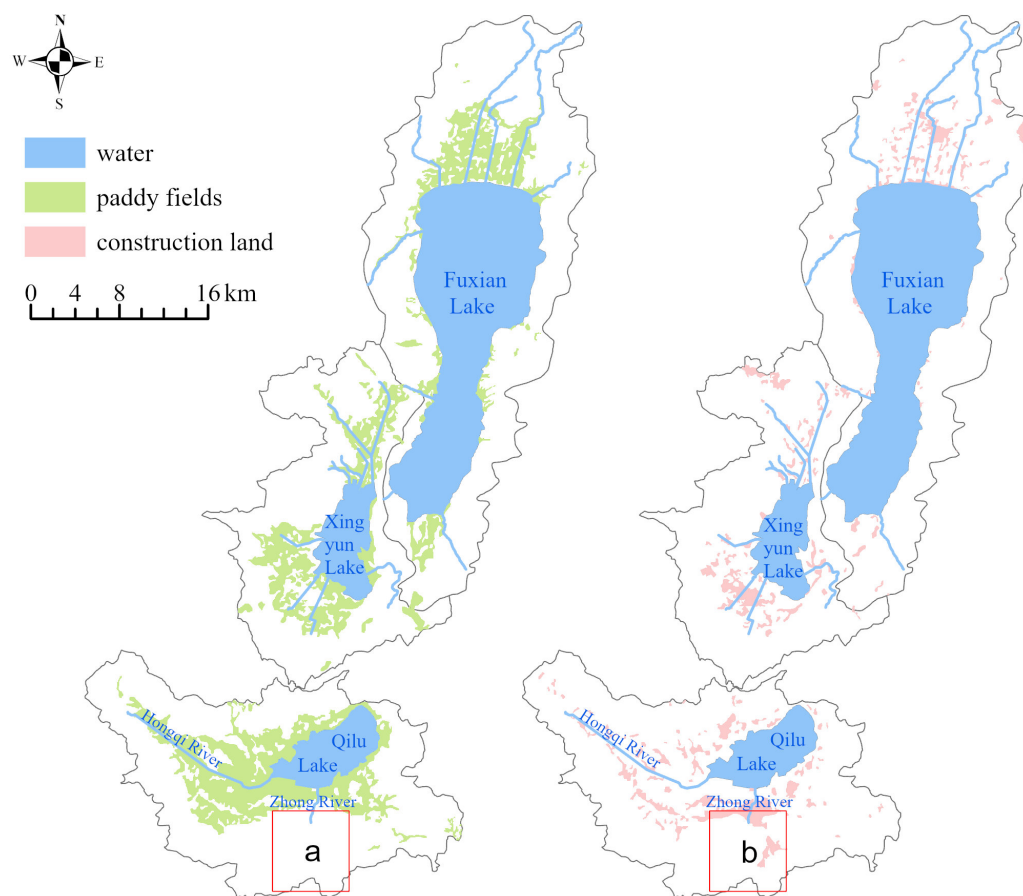 N
W E
S
water
paddy fields
construction land
0 4 8 16 km
Fuxian
Lake
Fuxian
Lake
Xing
yun
Lake
Xing
yun
Lake
Hongqi River
Qilu
Lake
Zhong River
Hongqi River
Qilu
Lake
Zhong River
a
b